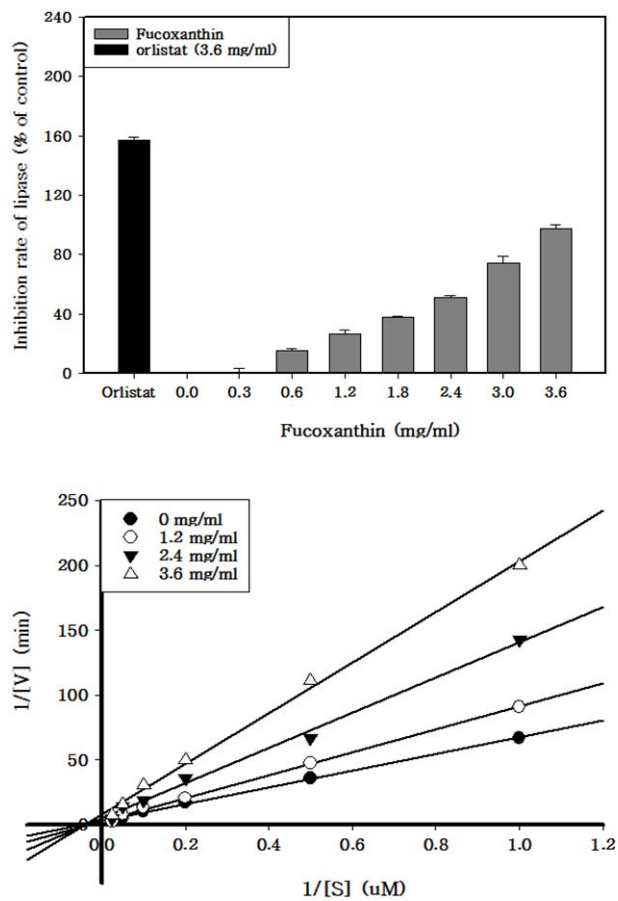 240
200
160
120
80
40
0
Inhibition rate of lipase (% of control)
Fucoxanthin
orlistat (3.6 mg/ml)
Orlistat 0.0 0.3 0.6 1.2 1.8 2.4 3.0 3.6
Fucoxanthin (mg/ml)
250
200
150
100
50
0
1/[V] (min)
0 mg/ml
1.2 mg/ml
2.4 mg/ml
3.6 mg/ml
0.0 0.2 0.4 0.6 0.8 1.0 1.2
1/[S] (uM)